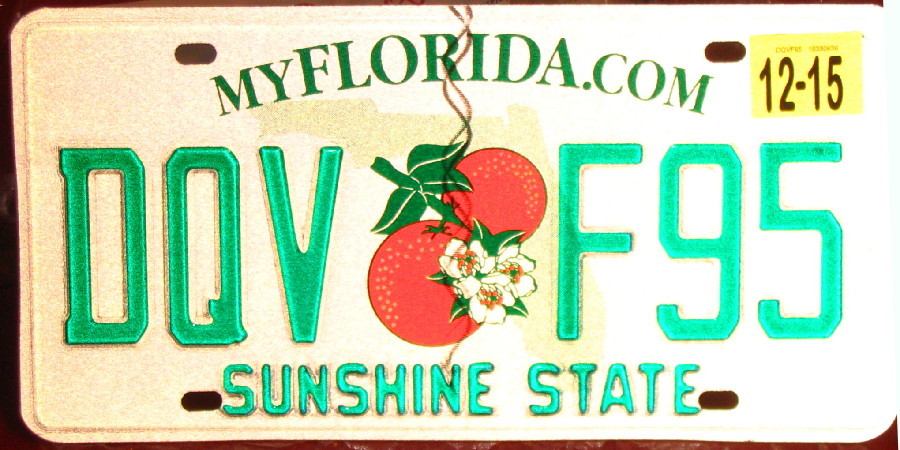 MYFLORIDA.COM
12-15
DQV F95
SUNSHINE STATE